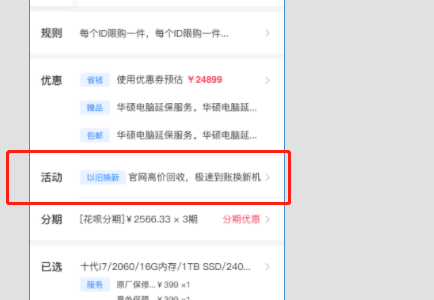 规则 每个ID限购一件，每个ID限购一件...
优惠 省钱 使用优惠券预估 ￥24899
赠品 华硕电脑延保服务，华硕电脑延...
包邮 华硕电脑延保服务，华硕电脑延...
活动 以旧换新 官网高价回收，极速到账换新机
分期 [花呗分期]￥2566.33 × 3期 分期优惠
已选 十代i7/2060/16G内存/1TB SSD/240...
服务 原厂保修... ￥399 ×1
意外保障... ￥399 ×1